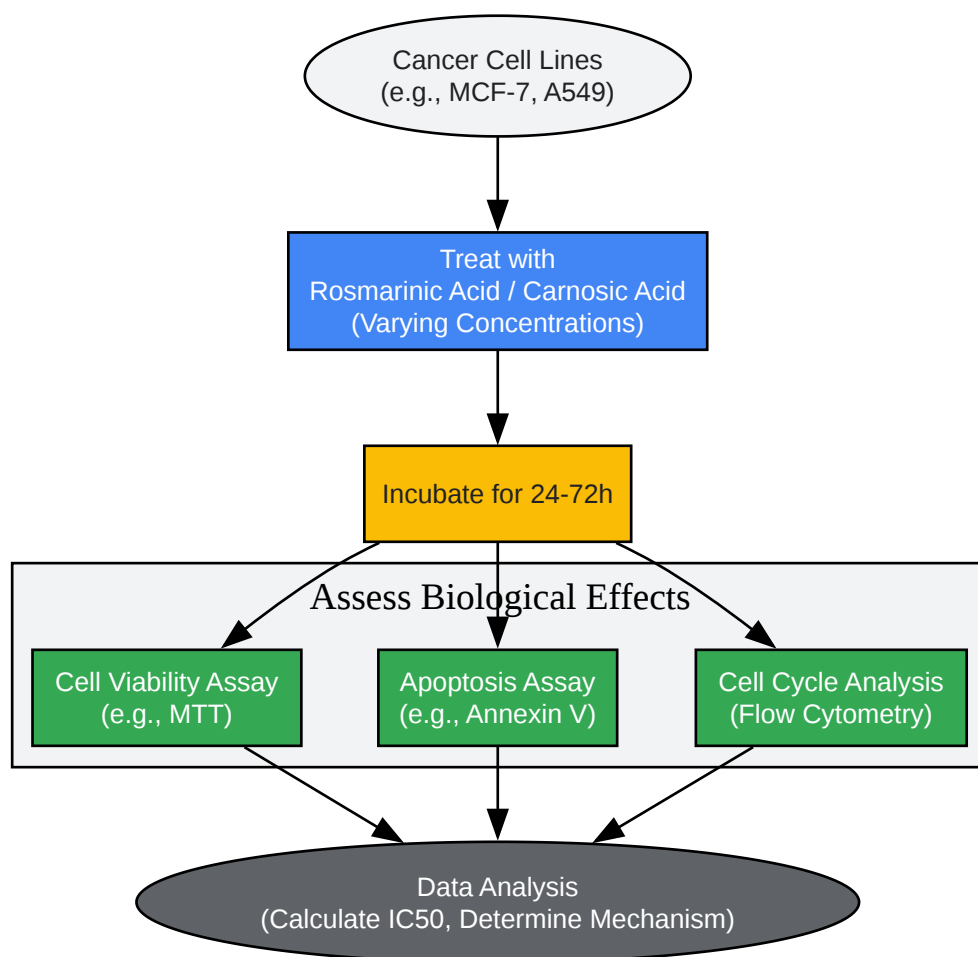 Cancer Cell Lines
(e.g., MCF-7, A549)
Treat with
Rosmarinic Acid / Carnosic Acid
(Varying Concentrations)
Incubate for 24-72h
Assess Biological Effects
Cell Viability Assay
(e.g., MTT)
Apoptosis Assay
(e.g., Annexin V)
Cell Cycle Analysis
(Flow Cytometry)
Data Analysis
(Calculate IC50, Determine Mechanism)